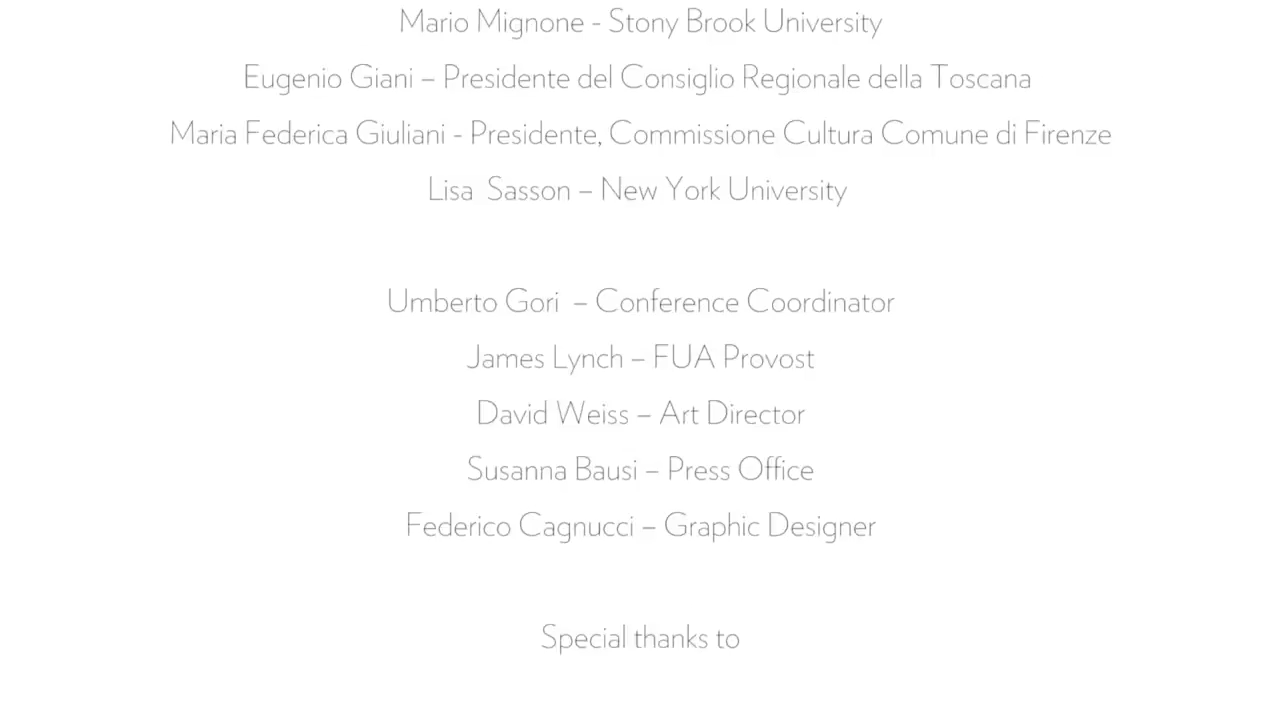 Mario Mignone - Stony Brook University
Eugenio Giani – Presidente del Consiglio Regionale della Toscana
Maria Federica Giuliani - Presidente, Commissione Cultura Comune di Firenze
Lisa  Sasson – New York University
Umberto Gori  – Conference Coordinator
James Lynch – FUA Provost
David Weiss – Art Director
Susanna Bausi – Press Office
Federico Cagnucci – Graphic Designer
Special thanks to